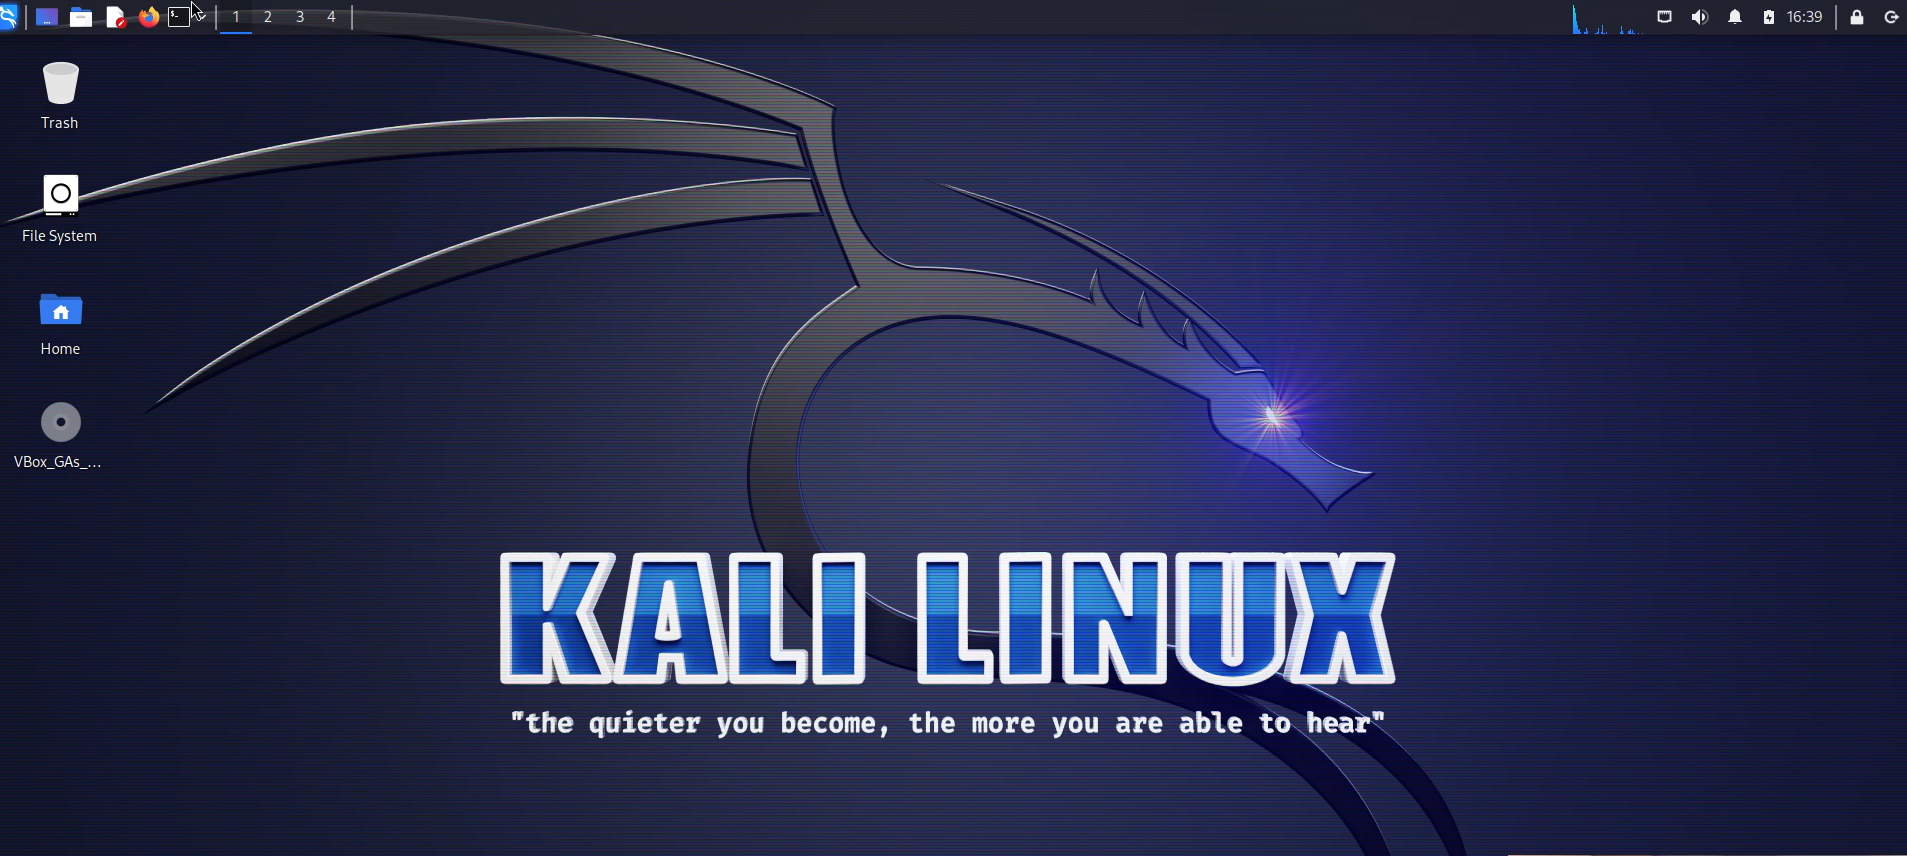 1 2 3 4
16:39
Trash
File System
Home
VBox_GAs_...
KALI LINUX
"the quieter you become, the more you are able to hear"